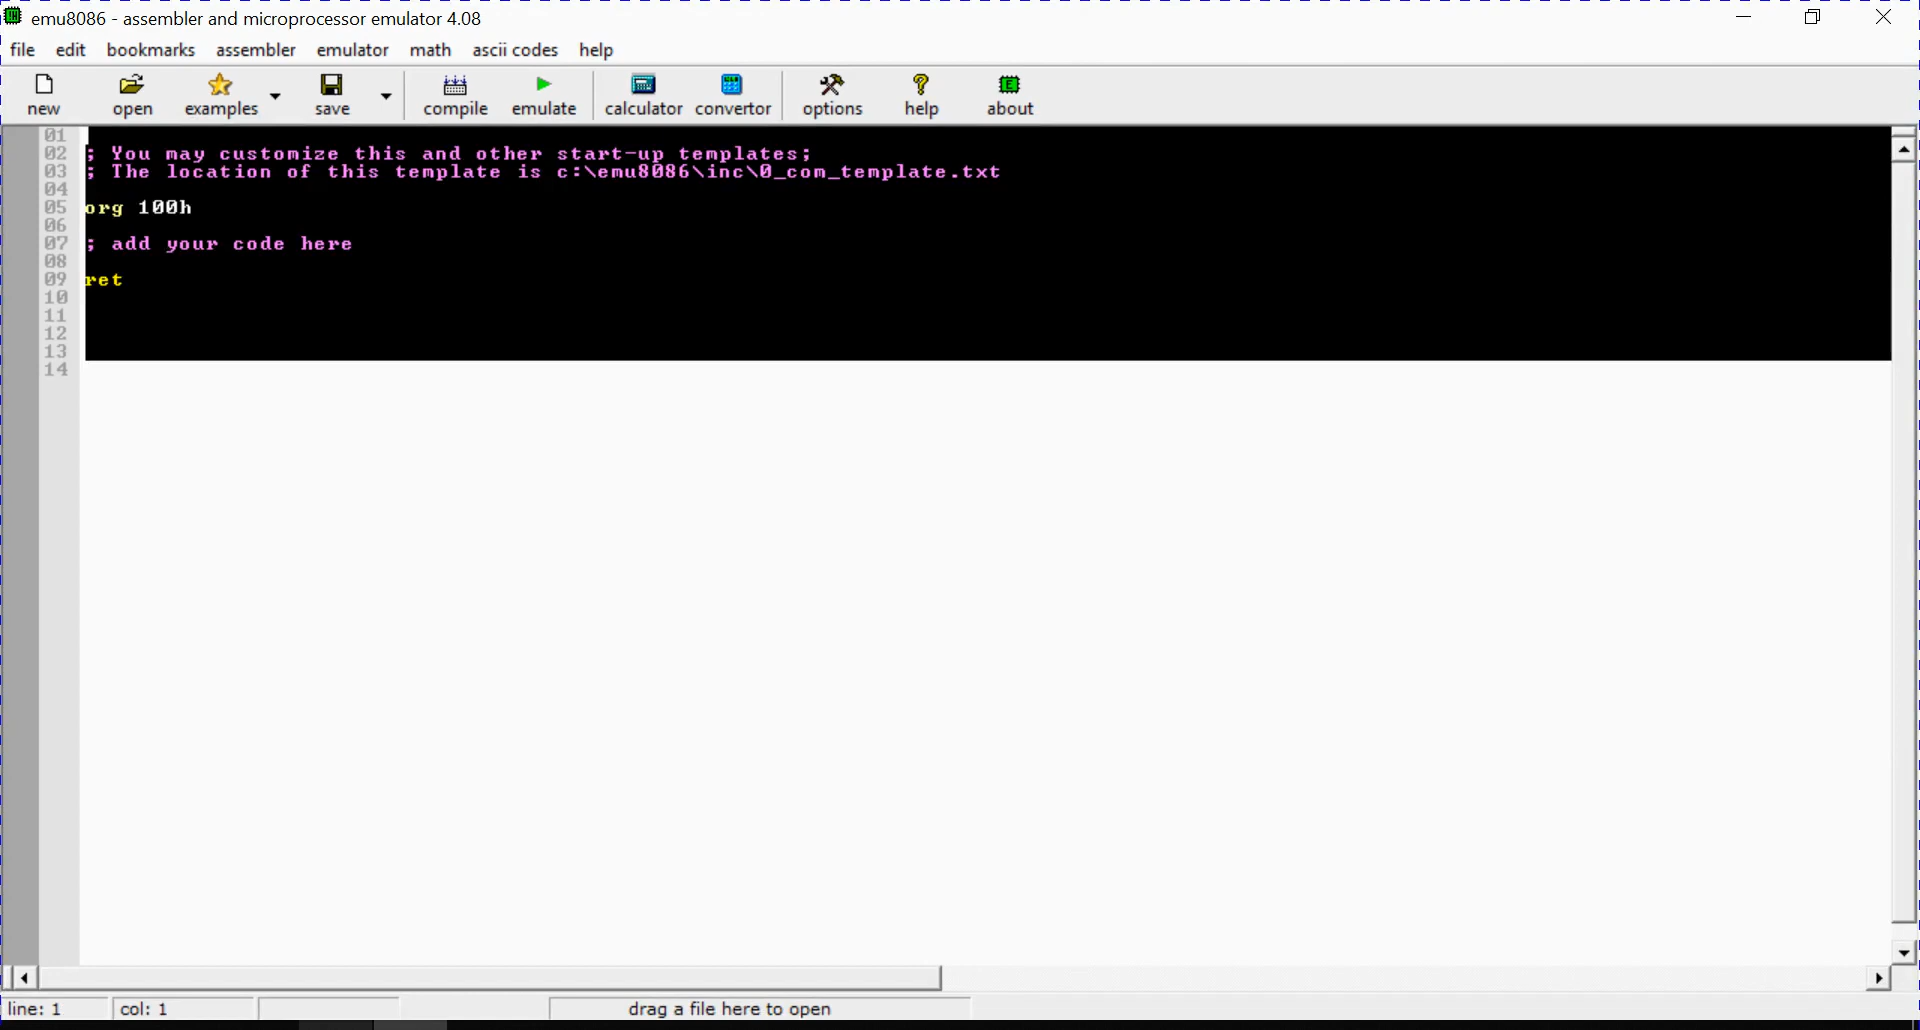 emu8086 - assembler and microprocessor emulator 4.08
file edit bookmarks assembler emulator math ascii codes help
new open examples save compile emulate calculator convertor options help about
01
02 ; You may customize this and other start-up templates;
03 ; The location of this template is c:\emu8086\inc\0_com_template.txt
04
05 org 100h
06
07 ; add your code here
08
09 ret
10
11
12
13
14
line: 1 col: 1 drag a file here to open